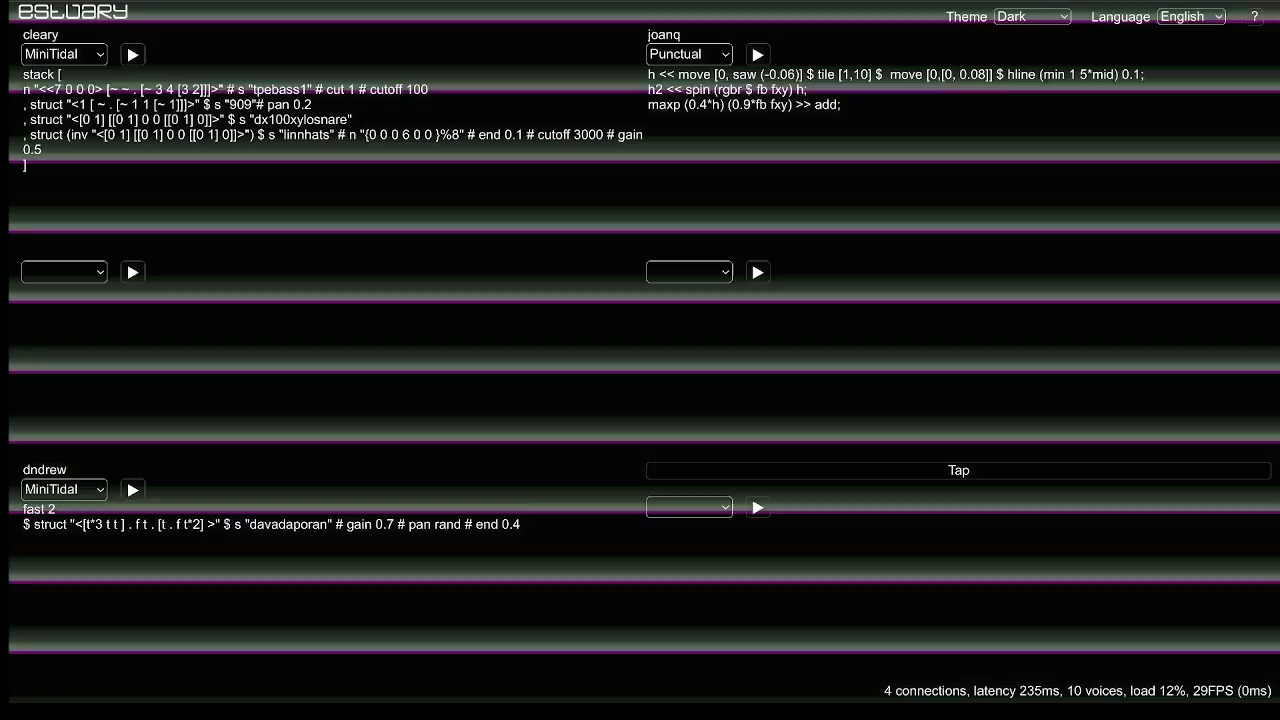 ESTUARY
Theme Dark Language English ?
cleary
MiniTidal
stack [
n "<<7 0 0 0> [~ ~ . [~ 3 4 [3 2]]]>" # s "tpebass1" # cut 1 # cutoff 100
, struct "<1 [ ~ . [~ 1 1 [~ 1]]]>" $ s "909"# pan 0.2
, struct "<[0 1] [[0 1] 0 0 [[0 1] 0]]>" $ s "dx100xylosnare"
, struct (inv "<[0 1] [[0 1] 0 0 [[0 1] 0]]>") $ s "linnhats" # n "{0 0 0 6 0 0 }%8" # end 0.1 # cutoff 3000 # gain
0.5
]
joanq
Punctual
h << move [0, saw (-0.06)] $ tile [1,10] $  move [0,[0, 0.08]] $ hline (min 1 5*mid) 0.1;
h2 << spin (rgbr $ fb fxy) h;
maxp (0.4*h) (0.9*fb fxy) >> add;
dndrew
MiniTidal
fast 2
$ struct "<[t*3 t t ] . f t . [t . f t*2] >" $ s "davadaporan" # gain 0.7 # pan rand # end 0.4
Tap
4 connections, latency 235ms, 10 voices, load 12%, 29FPS (0ms)